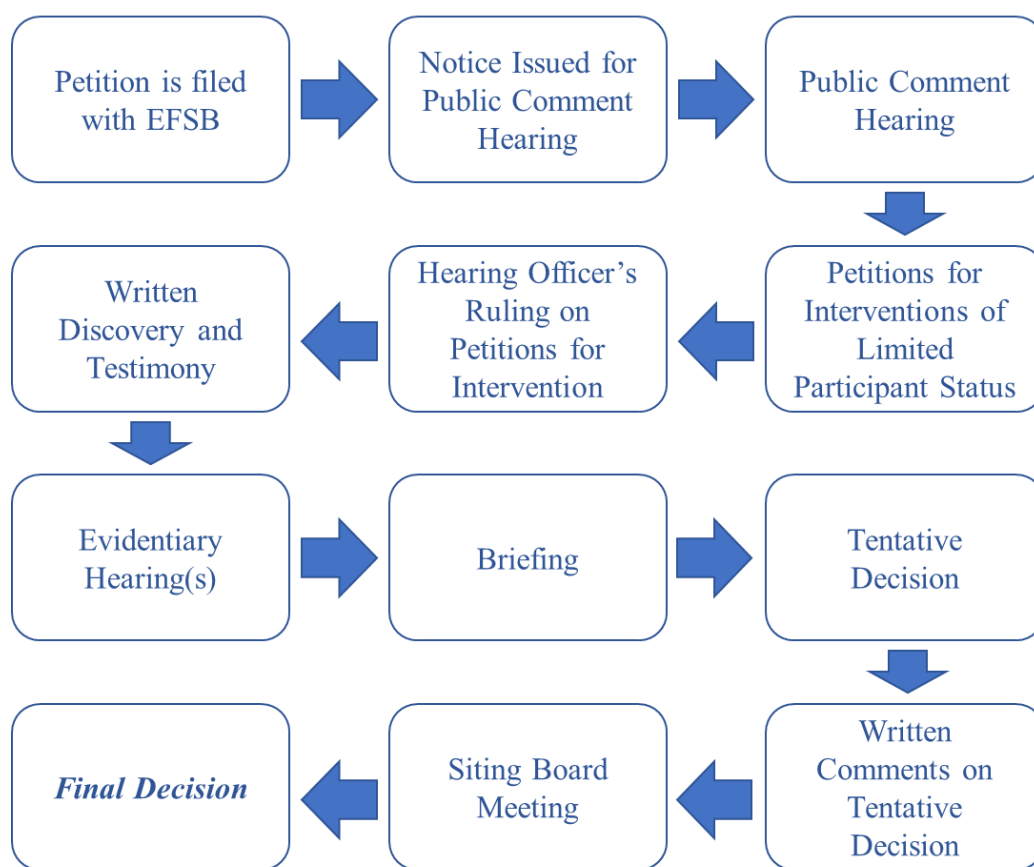 Petition is filed
with EFSB
Notice Issued for
Public Comment
Hearing
Public Comment
Hearing
Petitions for
Interventions of
Limited
Participant Status
Hearing Officer’s
Ruling on
Petitions for
Intervention
Written
Discovery and
Testimony
Evidentiary
Hearing(s)
Briefing
Tentative
Decision
Written
Comments on
Tentative
Decision
Siting Board
Meeting
Final Decision